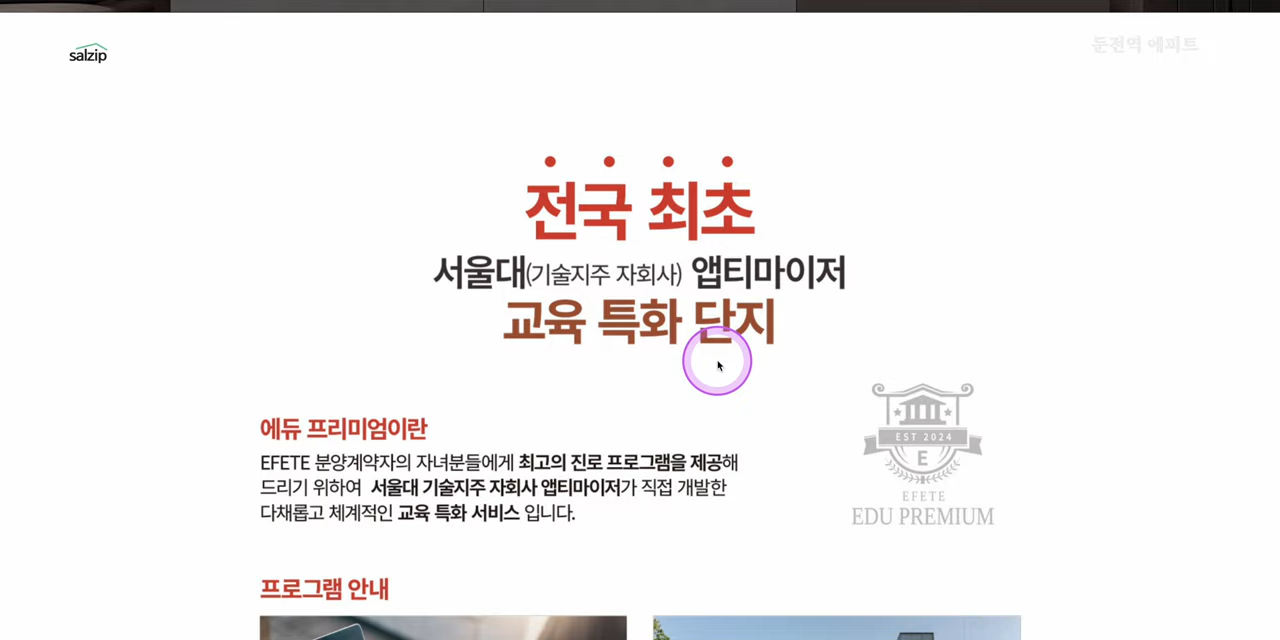 salzip
둔전역 에피트
전국 최초
서울대(기술지주 자회사) 앱티마이저
교육 특화 단지
에듀 프리미엄이란
EFETE 분양계약자의 자녀분들에게 최고의 진로 프로그램을 제공해
드리기 위하여 서울대 기술지주 자회사 앱티마이저가 직접 개발한
다채롭고 체계적인 교육 특화 서비스 입니다.
EST 2024
E
EFETE
EDU PREMIUM
프로그램 안내